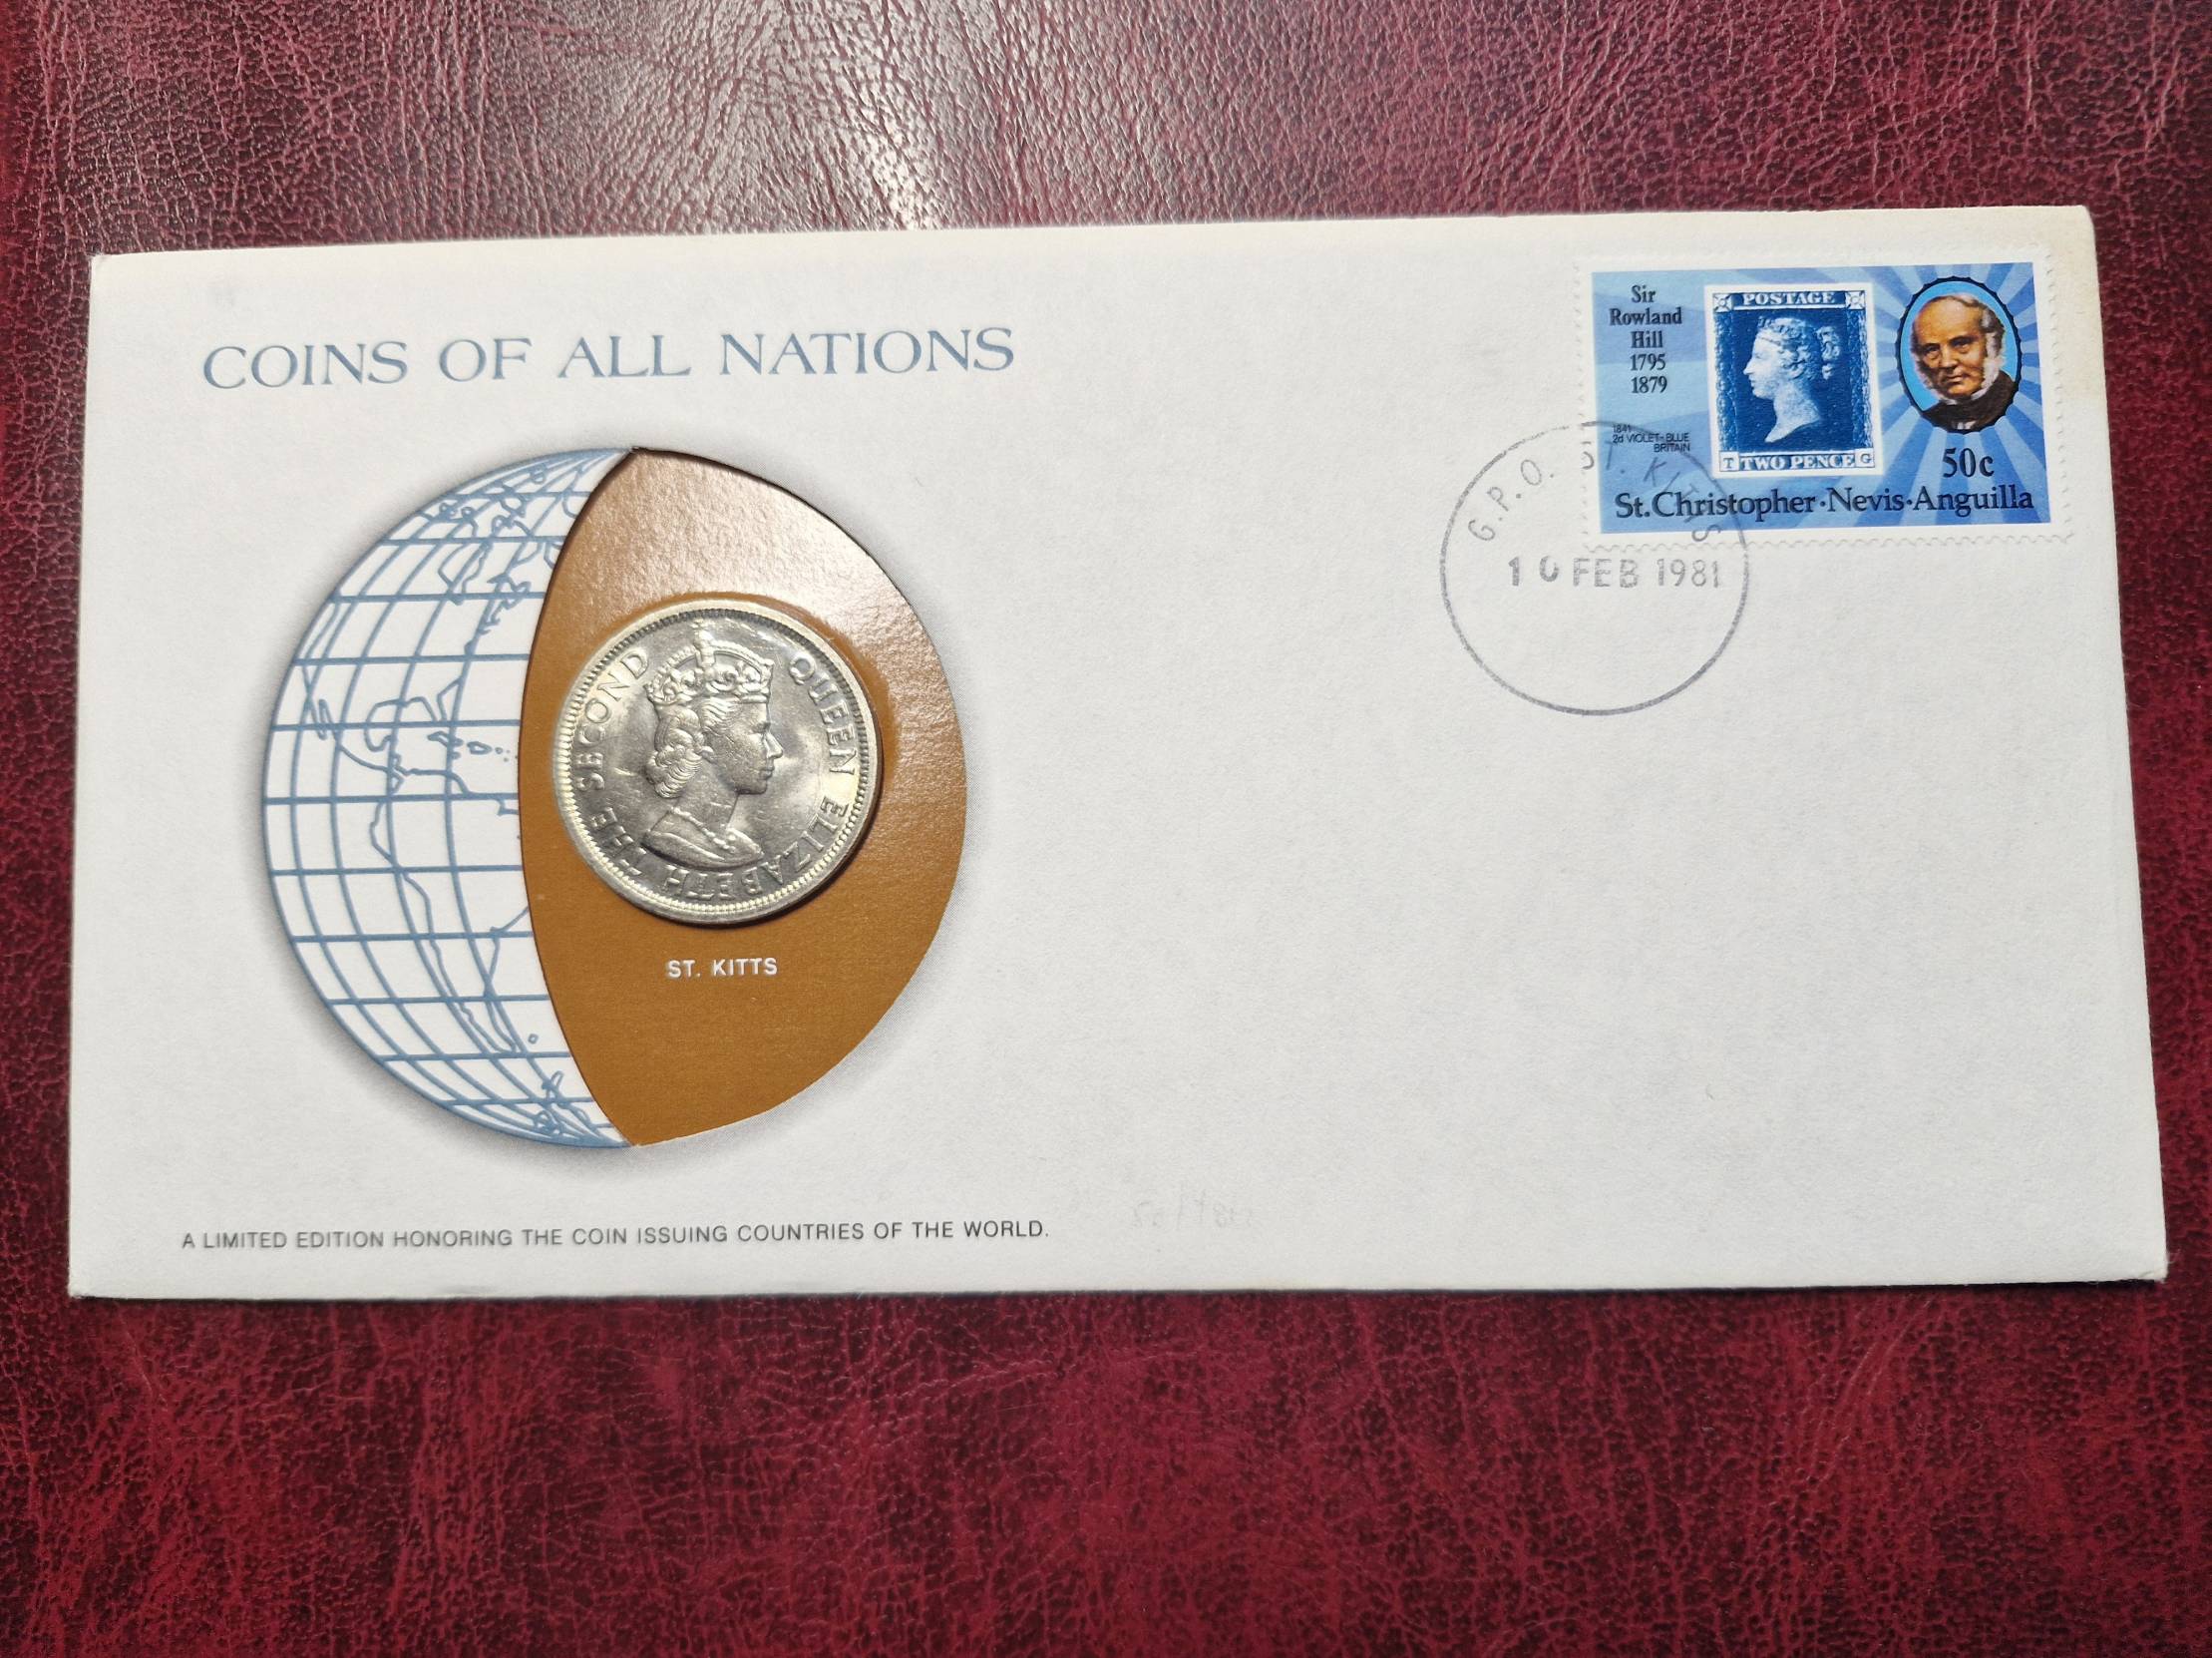 COINS OF ALL NATIONS
Sir
Rowland
Hill
1795
1879
POSTAGE
T TWO PENCE G
1841
2d VIOLET-BLUE
BRITAIN
50c
St.Christopher·Nevis·Anguilla
G.P.O. ST. KITTS
10 FEB 1981
QUEEN ELIZABETH THE SECOND
ST. KITTS
A LIMITED EDITION HONORING THE COIN ISSUING COUNTRIES OF THE WORLD.